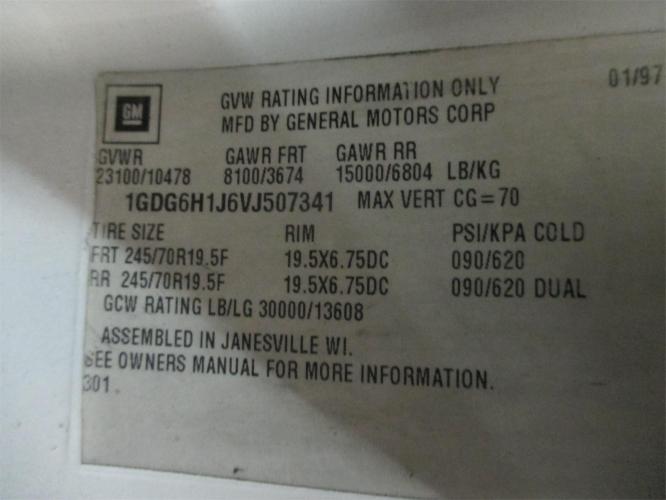 01/97
GM
GVW RATING INFORMATION ONLY
MFD BY GENERAL MOTORS CORP
GVWR GAWR FRT GAWR RR
23100/10478 8100/3674 15000/6804 LB/KG
1GDG6H1J6VJ507341 MAX VERT CG=70
TIRE SIZE RIM PSI/KPA COLD
FRT 245/70R19.5F 19.5X6.75DC 090/620
RR 245/70R19.5F 19.5X6.75DC 090/620 DUAL
GCW RATING LB/LG 30000/13608
ASSEMBLED IN JANESVILLE WI.
SEE OWNERS MANUAL FOR MORE INFORMATION.
301.